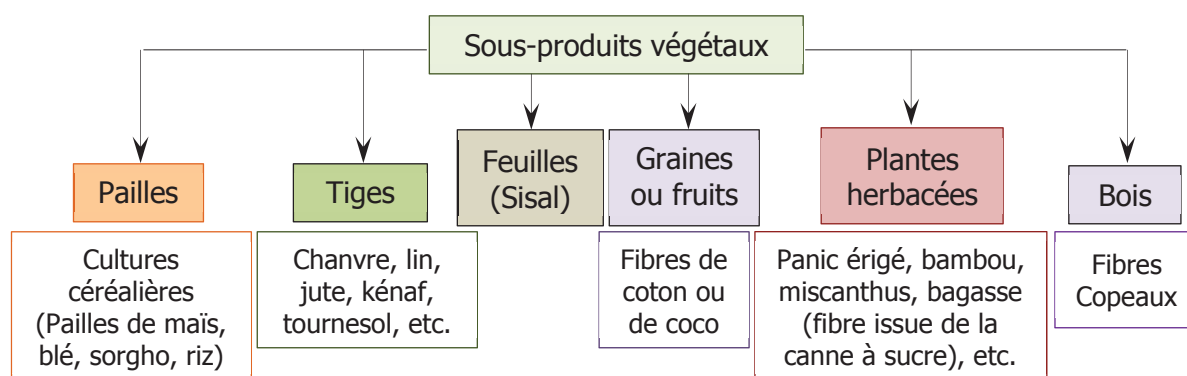 Sous-produits végétaux
Pailles
Tiges
Feuilles
(Sisal)
Graines
ou fruits
Plantes
herbacées
Bois
Cultures
céréalières
(Pailles de maïs,
blé, sorgho, riz)
Chanvre, lin,
jute, kénaf,
tournesol, etc.
Fibres de
coton ou
de coco
Panic érigé, bambou,
miscanthus, bagasse
(fibre issue de la
canne à sucre), etc.
Fibres
Copeaux